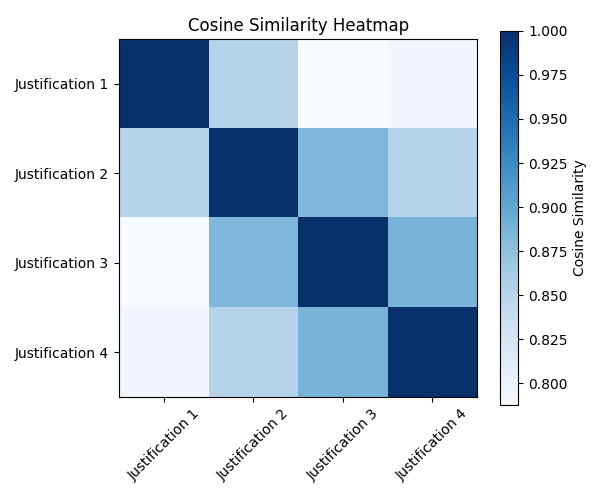 Cosine Similarity Heatmap
Justification 1
Justification 2
Justification 3
Justification 4
Justification 1
Justification 2
Justification 3
Justification 4
1.000
0.975
0.950
0.925
0.900
0.875
0.850
0.825
0.800
Cosine Similarity